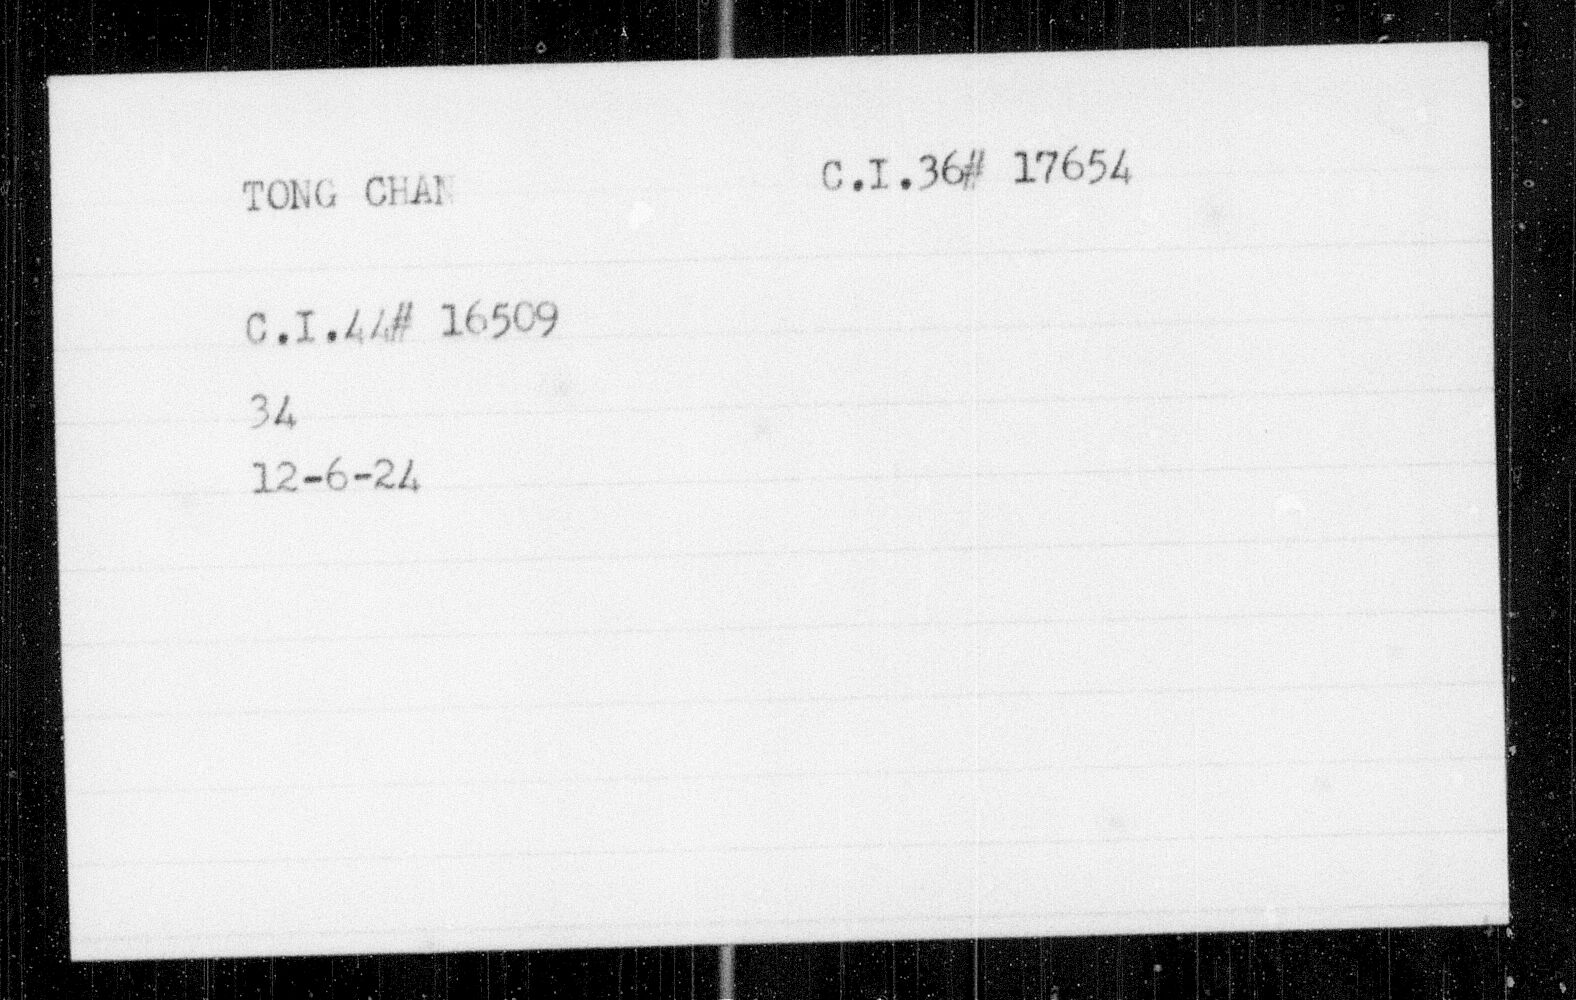 TONG CHAN C.I.36# 17654
C.I.44# 16509
34
12-6-24